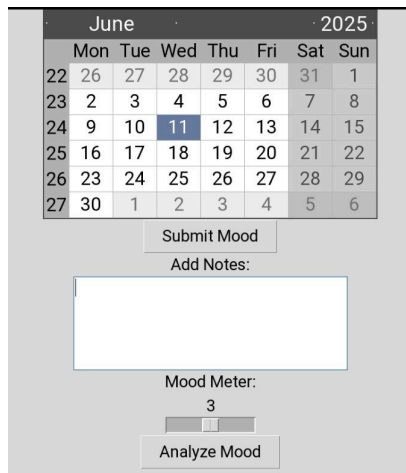 June 2025
Mon Tue Wed Thu Fri Sat Sun
22 26 27 28 29 30 31 1
23 2 3 4 5 6 7 8
24 9 10 11 12 13 14 15
25 16 17 18 19 20 21 22
26 23 24 25 26 27 28 29
27 30 1 2 3 4 5 6
Submit Mood
Add Notes:
Mood Meter:
3
Analyze Mood